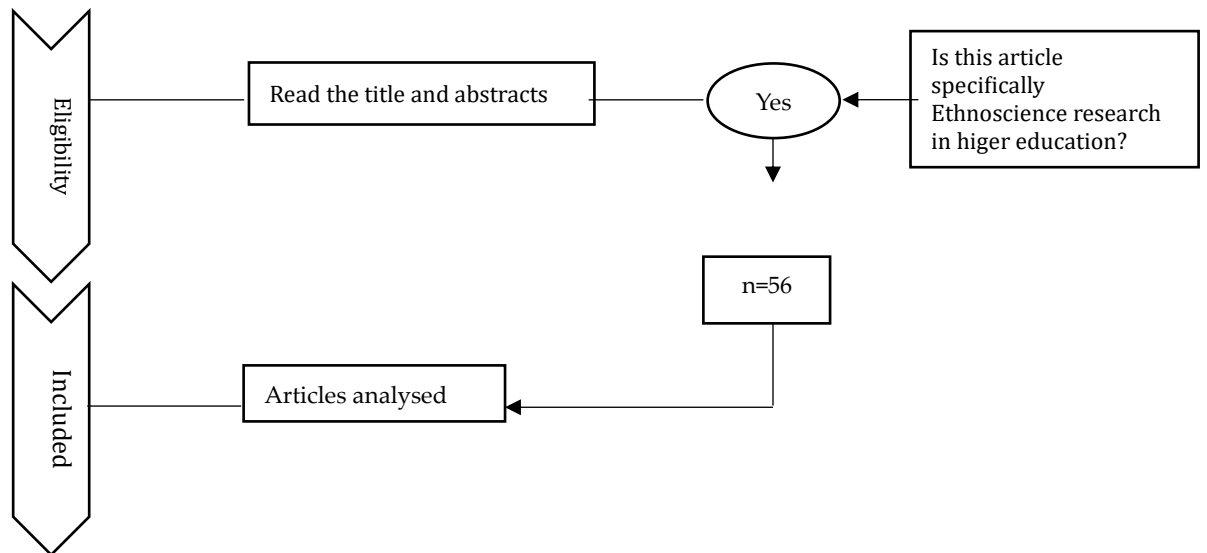 Eligibility
Read the title and abstracts
Yes
Is this article
specifically
Ethnoscience research
in higer education?
n=56
Included
Articles analysed